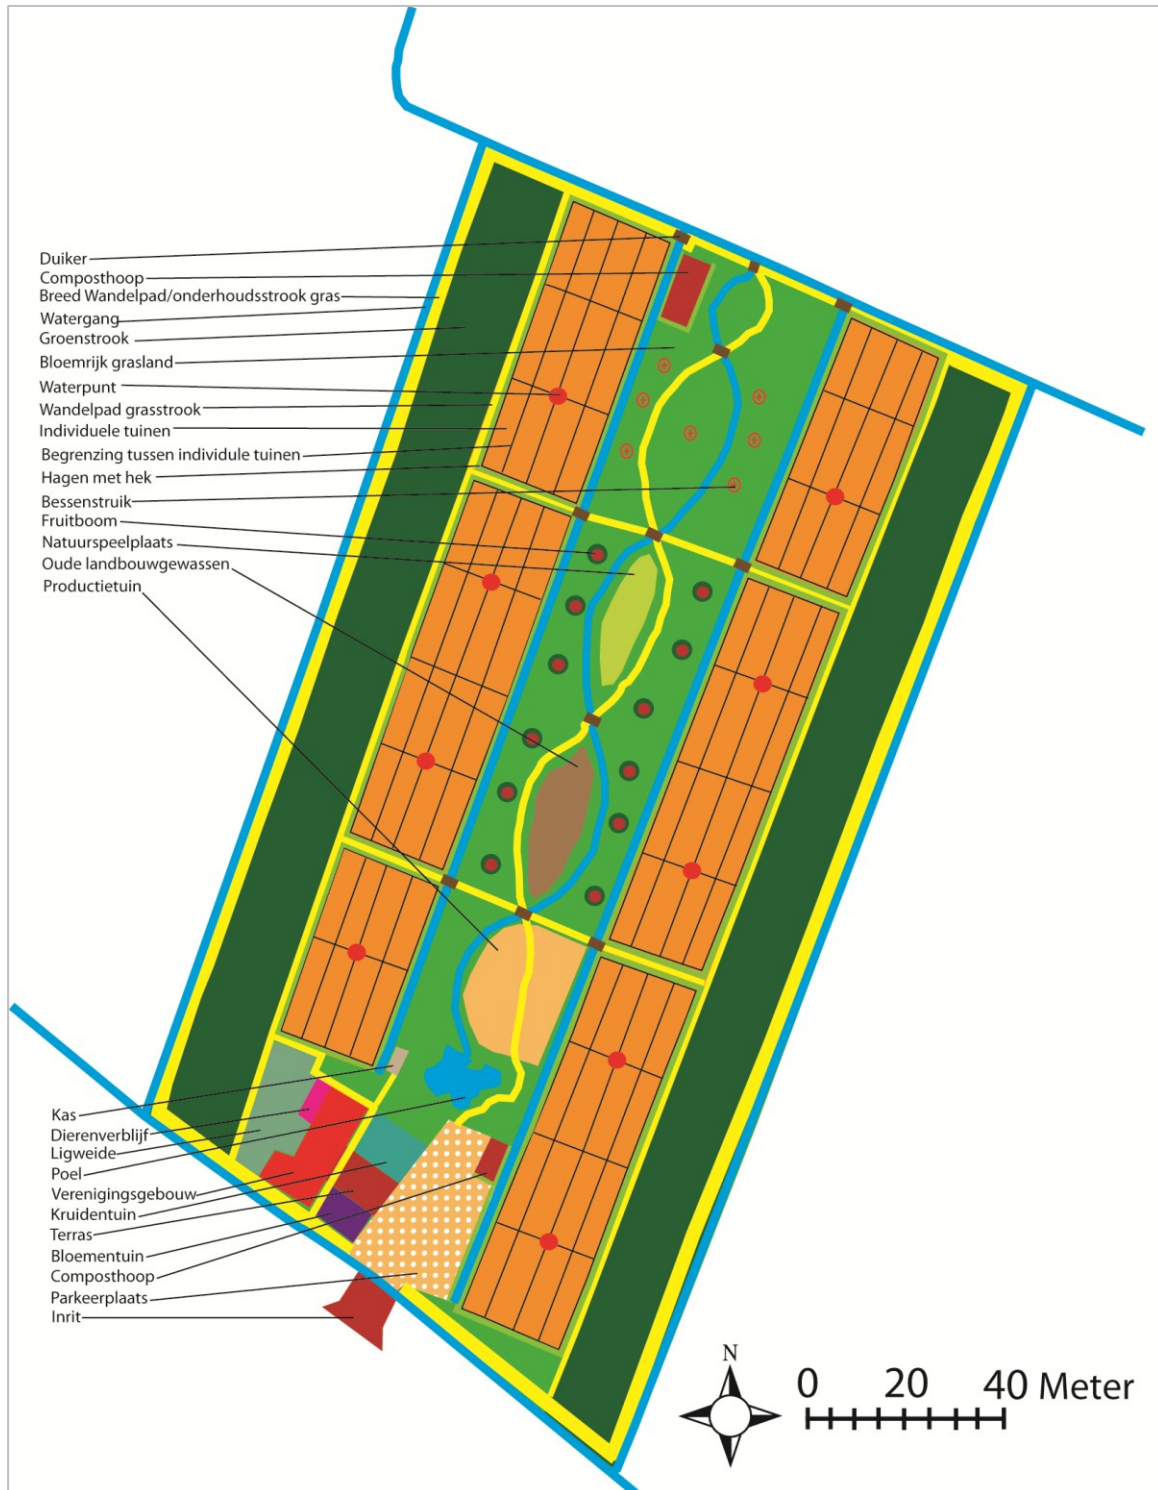 Duiker
Composthoop
Breed Wandelpad/onderhoudsstrook gras
Watergang
Groenstrook
Bloemrijk grasland
Waterpunt
Wandelpad grasstrook
Individuele tuinen
Begrenzing tussen individule tuinen
Hagen met hek
Bessenstruik
Fruitboom
Natuurspeelplaats
Oude landbouwgewassen
Productietuin
Kas
Dierenverblijf
Ligweide
Poel
Verenigingsgebouw
Kruidentuin
Terras
Bloementuin
Composthoop
Parkeerplaats
Inrit
N
0 20 40 Meter